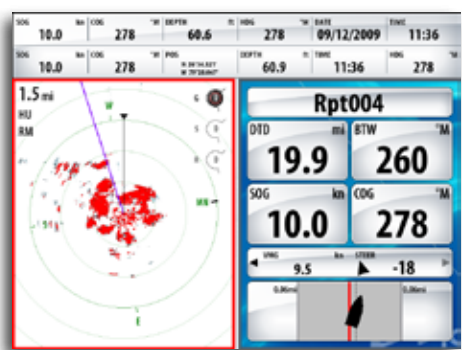 SOG kn COG °M DEPTH ft HDG °M DATE TIME
10.0 278 60.6 278 09/12/2009 11:36
SOG kn COG °M POS DEPTH ft TIME HDG °M
10.0 278 60.9 11:36 278
1.5 mi
HU
RM
W
G
S
R
S
E
Rpt004
DTD mi BTW °M
19.9 260
SOG kn COG °M
10.0 278
VMG kn STEER
9.5 -18
0.06mi 0.06mi